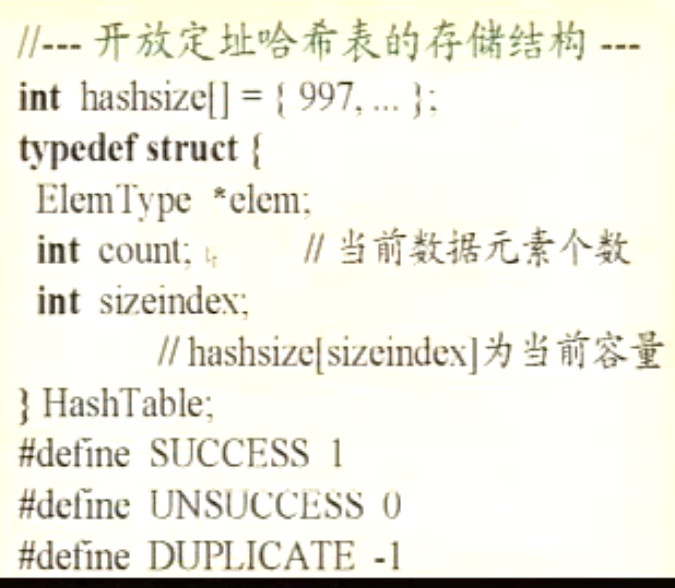 //--- 开放定址哈希表的存储结构 ---
int hashsize[] = { 997, ... };
typedef struct {
ElemType *elem;
int count; // 当前数据元素个数
int sizeindex;
// hashsize[sizeindex]为当前容量
} HashTable;
#define SUCCESS 1
#define UNSUCCESS 0
#define DUPLICATE -1